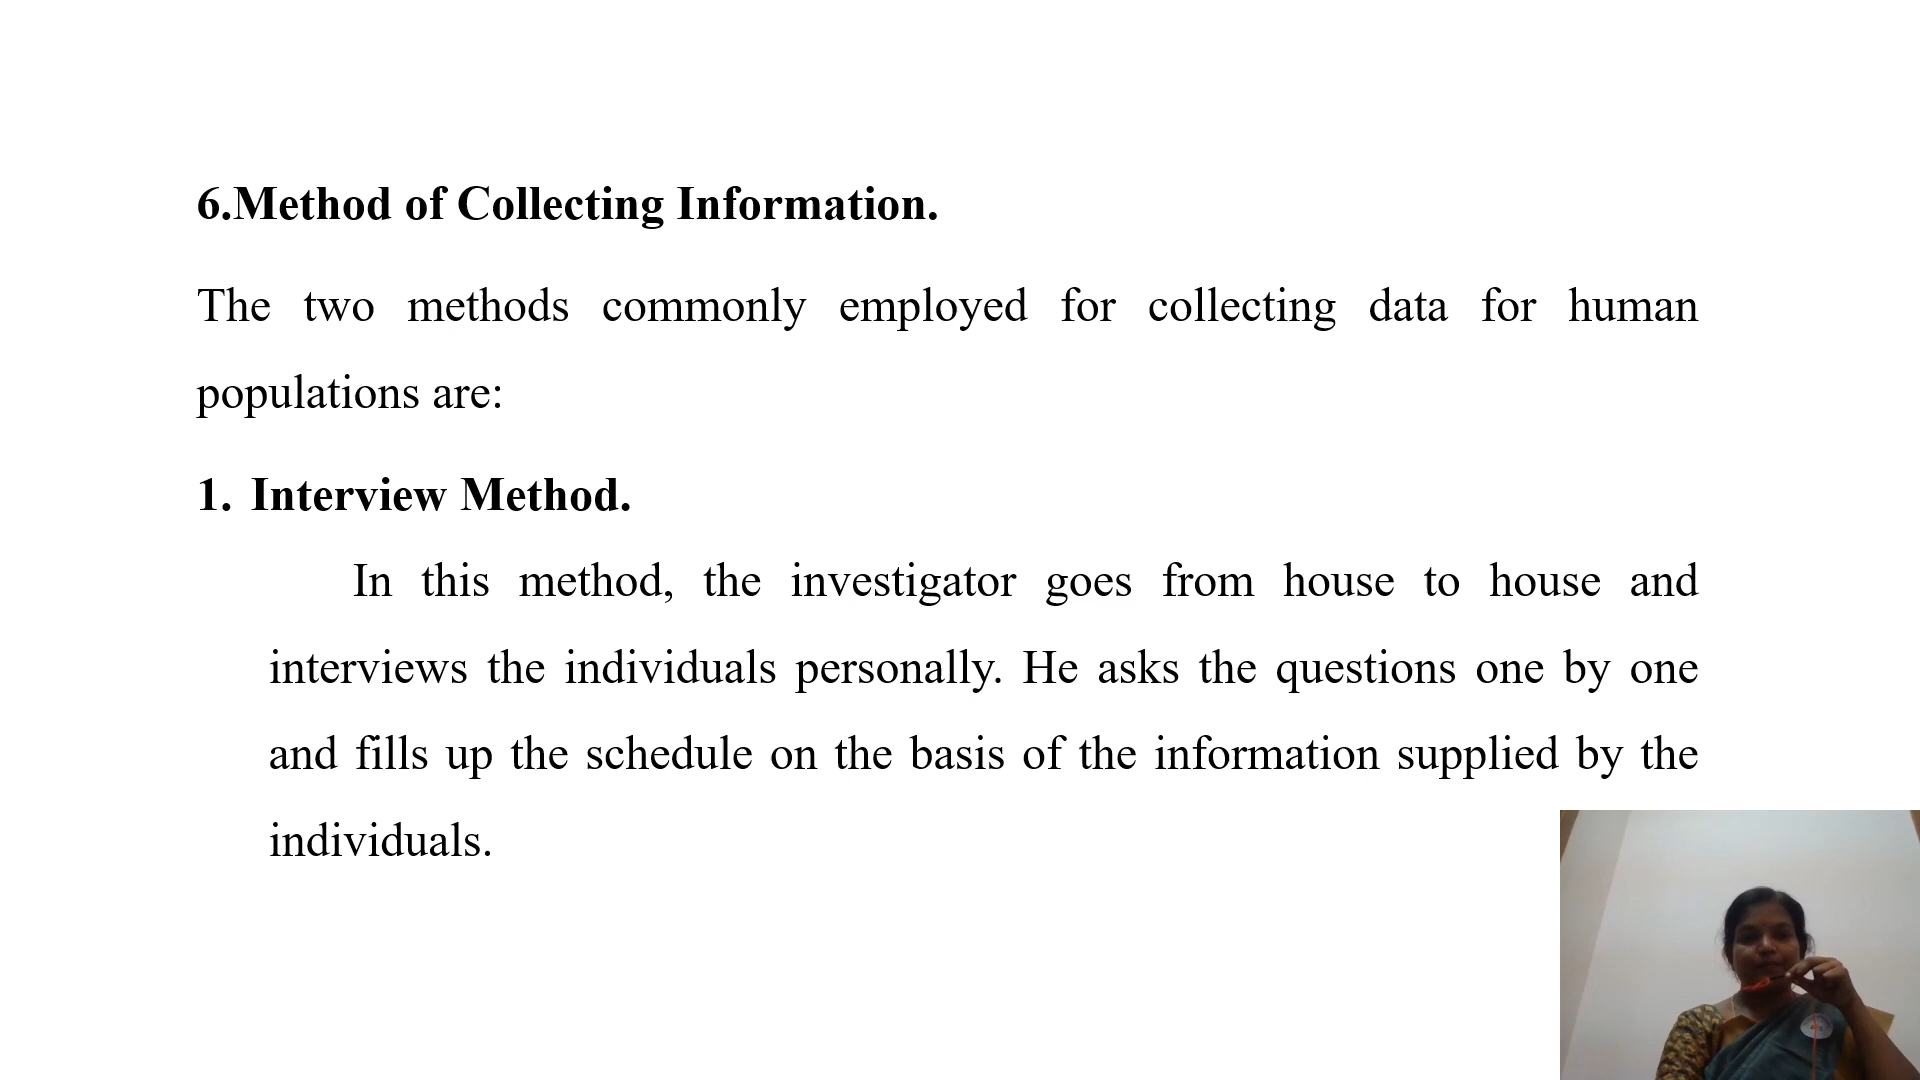 6.Method of Collecting Information.
The two methods commonly employed for collecting data for human
populations are:
1. Interview Method.
In this method, the investigator goes from house to house and
interviews the individuals personally. He asks the questions one by one
and fills up the schedule on the basis of the information supplied by the
individuals.